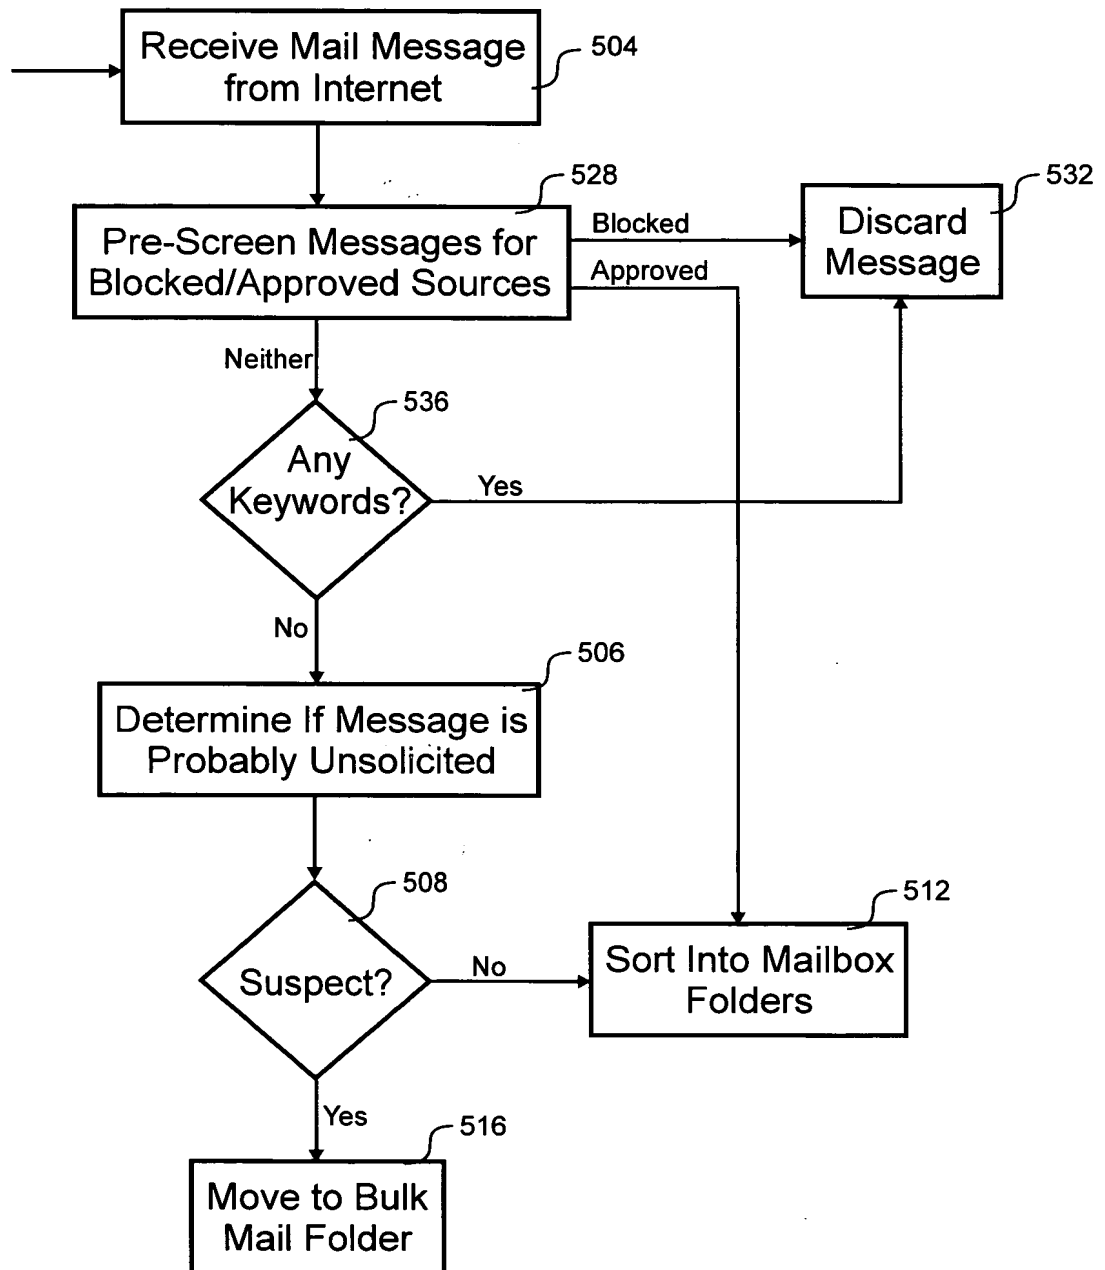 Receive Mail Message
from Internet
504
528
532
Pre-Screen Messages for
Blocked/Approved Sources
Blocked
Approved
Discard
Message
Neither
536
Any
Keywords?
Yes
No
506
Determine If Message is
Probably Unsolicited
508
512
Suspect?
No
Sort Into Mailbox
Folders
Yes
516
Move to Bulk
Mail Folder